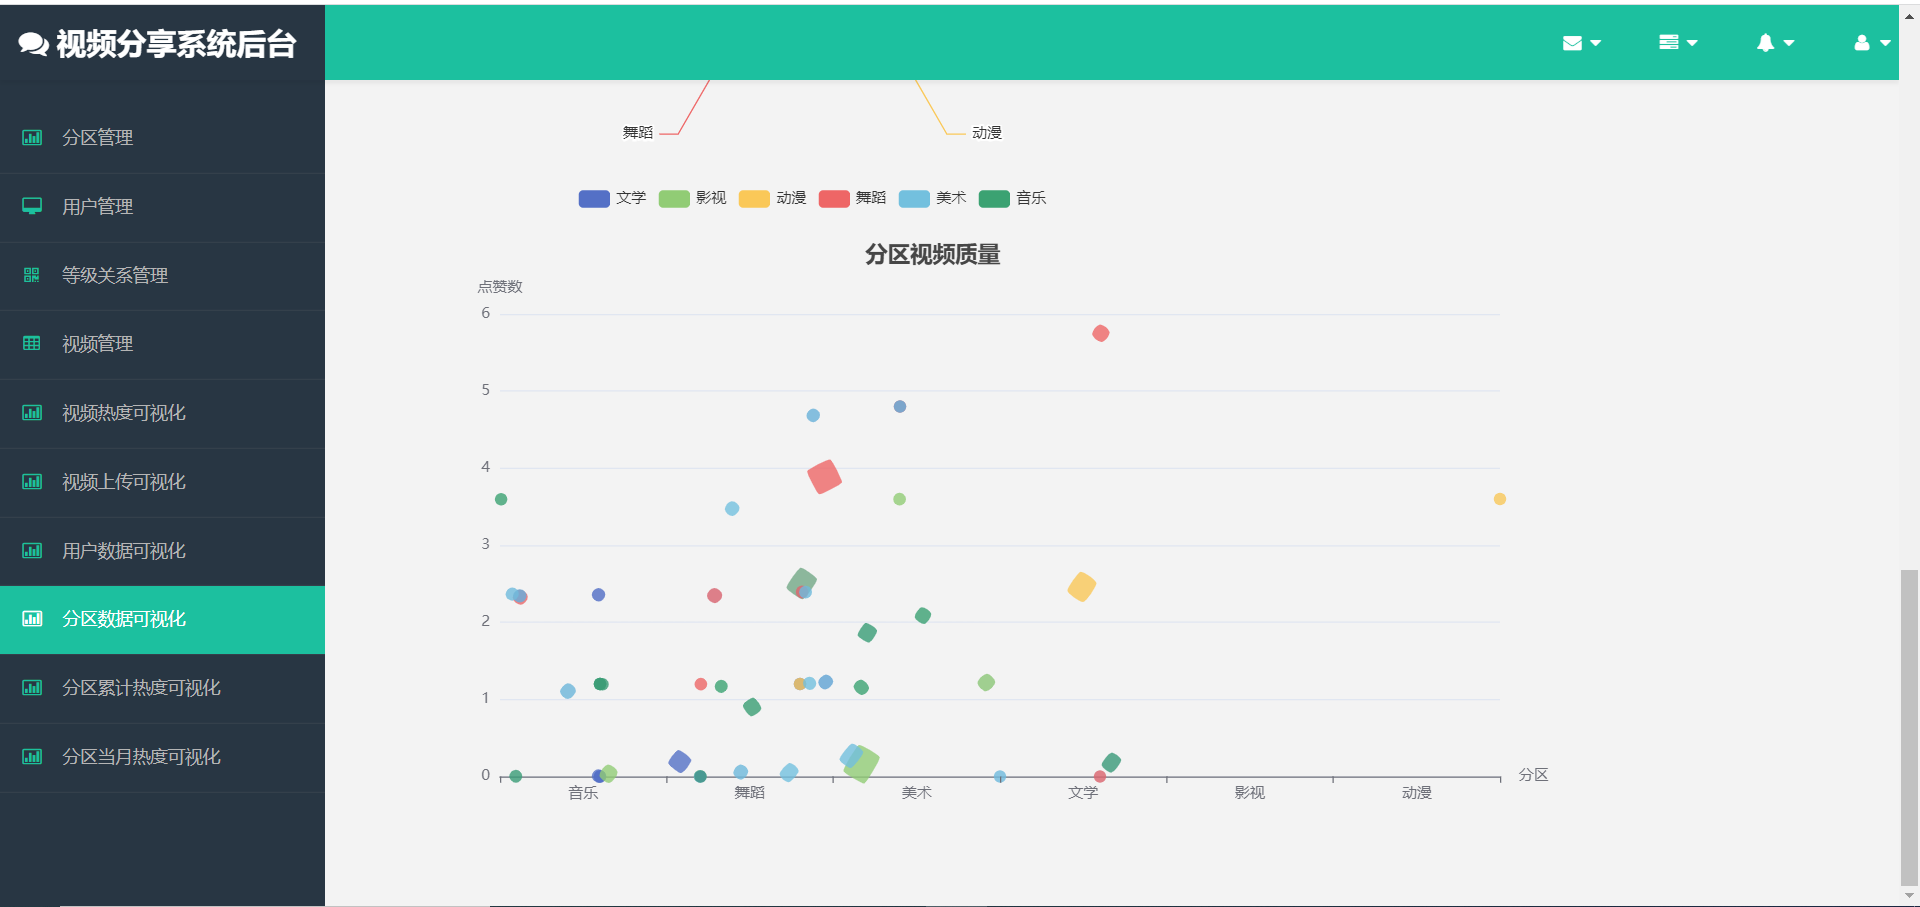 视频分享系统后台
分区管理
用户管理
等级关系管理
视频管理
视频热度可视化
视频上传可视化
用户数据可视化
分区数据可视化
分区累计热度可视化
分区当月热度可视化
舞蹈 动漫
文学 影视 动漫 舞蹈 美术 音乐
分区视频质量
点赞数
6
5
4
3
2
1
0
音乐 舞蹈 美术 文学 影视 动漫
分区